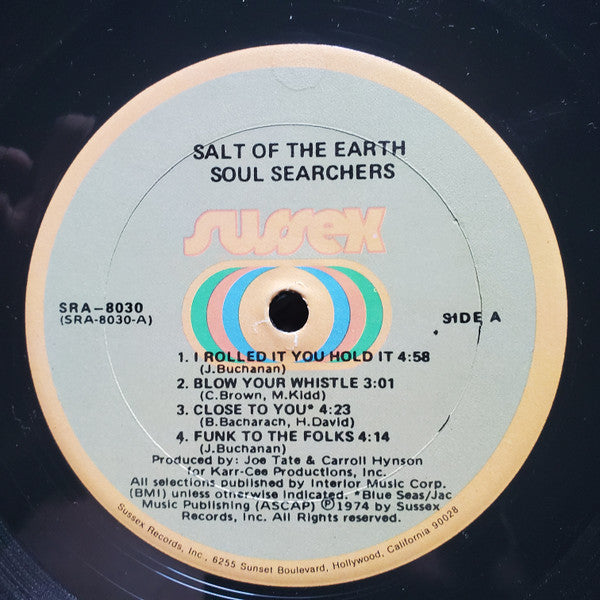 SALT OF THE EARTH
SOUL SEARCHERS
sussex
SRA-8030
(SRA-8030-A)
SIDE A
1. I ROLLED IT YOU HOLD IT 4:58
(J.Buchanan)
2. BLOW YOUR WHISTLE 3:01
(C.Brown, M.Kidd)
3. CLOSE TO YOU* 4:23
(B.Bacharach, H.David)
4. FUNK TO THE FOLKS 4:14
(J.Buchanan)
Produced by: Joe Tate & Carroll Hynson
for Karr-Cee Productions, Inc.
All selections published by Interior Music Corp.
(BMI) unless otherwise indicated. *Blue Seas/Jac
Music Publishing (ASCAP) Ⓟ1974 by Sussex
Records, Inc. All Rights reserved.
Sussex Records, Inc., 6255 Sunset Boulevard, Hollywood, California 90028